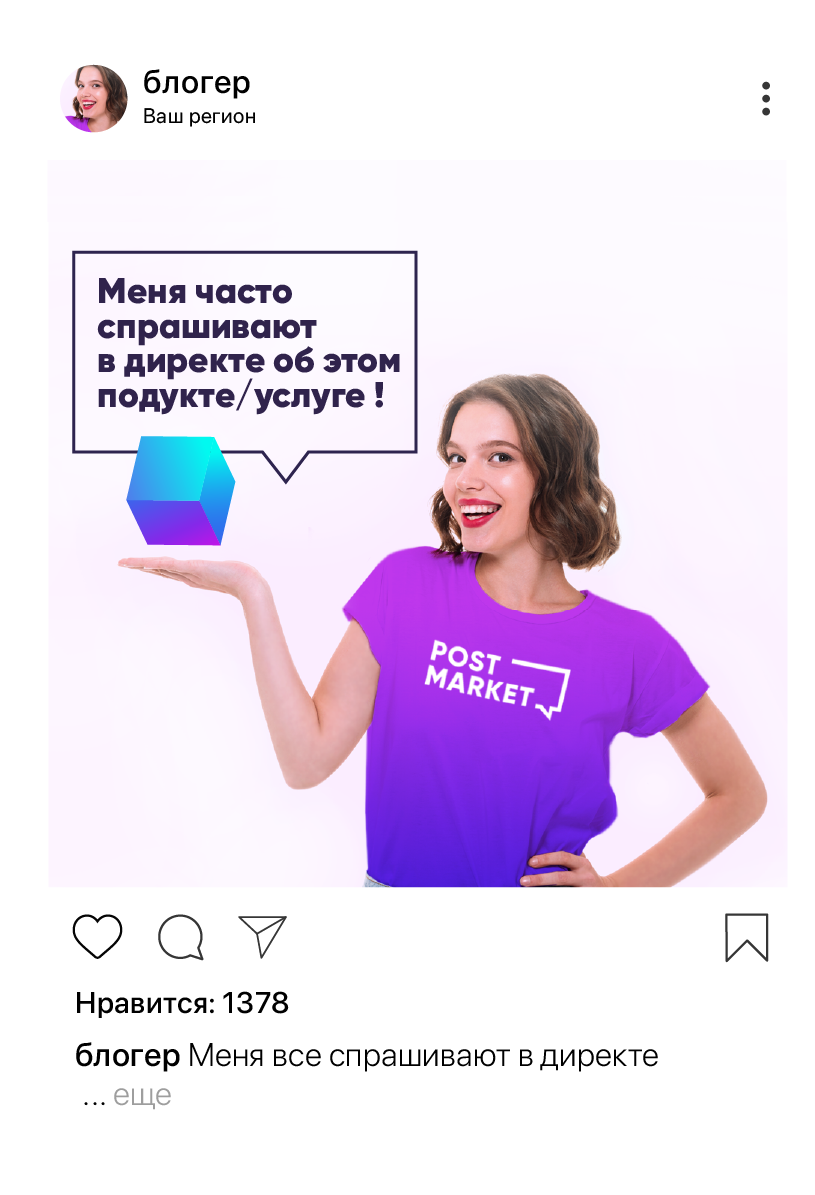 блогер
Ваш регион
Меня часто
спрашивают
в директе об этом
подукте/услуге !
POST
MARKET
Нравится: 1378
блогер Меня все спрашивают в директе
... еще